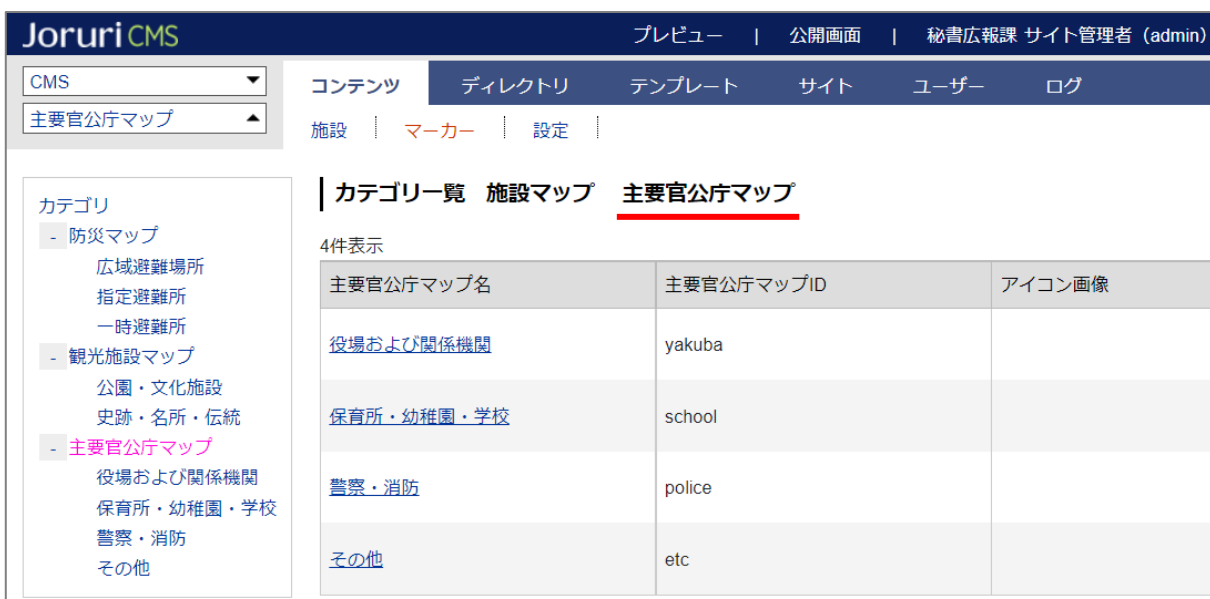 Joruri CMS
プレビュー | 公開画面 | 秘書広報課 サイト管理者 (admin)
CMS
主要官公庁マップ
コンテンツ ディレクトリ テンプレート サイト ユーザー ログ
施設 マーカー 設定
カテゴリ
- 防災マップ
広域避難場所
指定避難所
一時避難所
- 観光施設マップ
公園・文化施設
史跡・名所・伝統
- 主要官公庁マップ
役場および関係機関
保育所・幼稚園・学校
警察・消防
その他
カテゴリ一覧 施設マップ 主要官公庁マップ
4件表示
主要官公庁マップ名 主要官公庁マップID アイコン画像
役場および関係機関 yakuba
保育所・幼稚園・学校 school
警察・消防 police
その他 etc